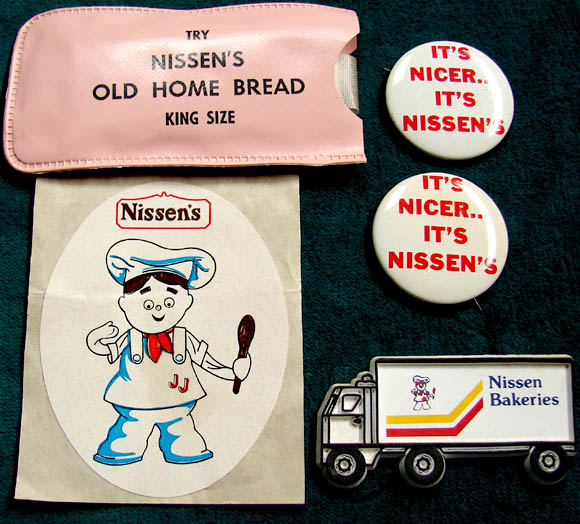 TRY
NISSEN'S
OLD HOME BREAD
KING SIZE
IT'S
NICER..
IT'S
NISSEN'S
IT'S
NICER..
IT'S
NISSEN'S
Nissen's
JJ
Nissen
Bakeries